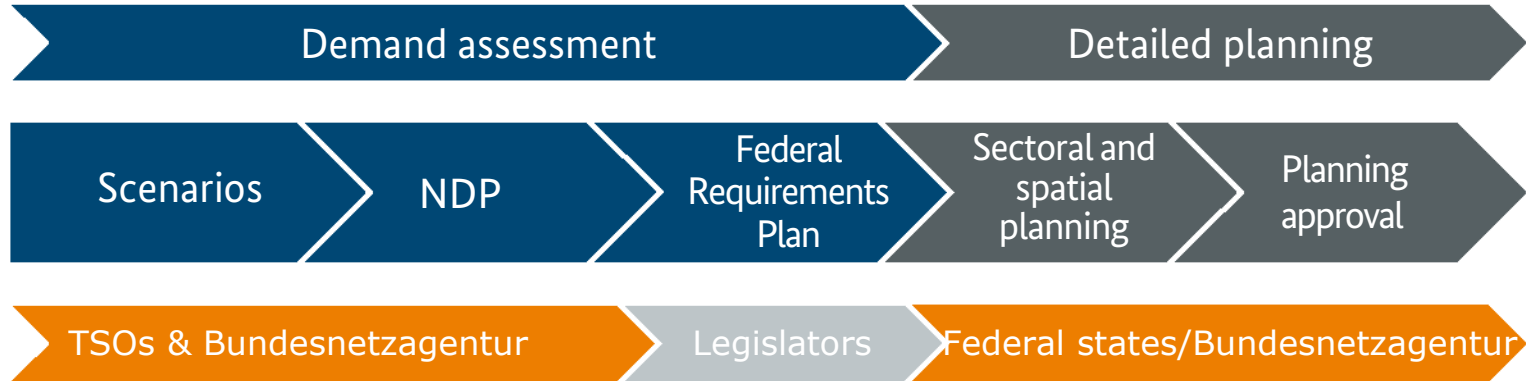 Demand assessment
Detailed planning
Scenarios
NDP
Federal
Requirements
Plan
Sectoral and
spatial
planning
Planning
approval
TSOs & Bundesnetzagentur
Legislators
Federal states/Bundesnetzagentur